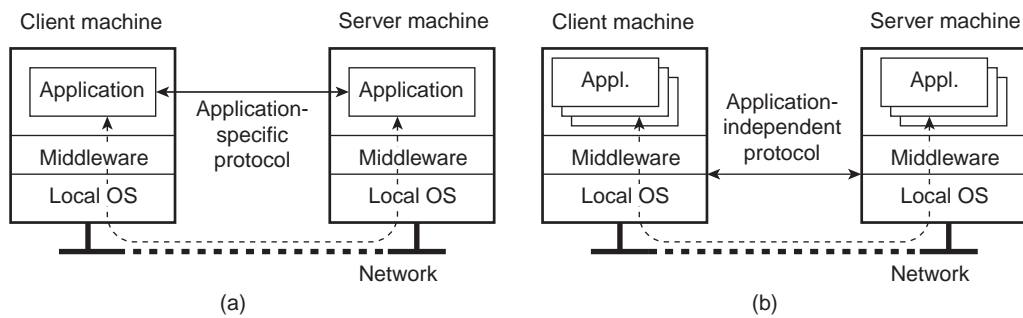 Client machine
Server machine
Application
Application
Application-
specific
protocol
Middleware
Middleware
Local OS
Local OS
Network
(a)
Client machine
Server machine
Appl.
Appl.
Application-
independent
protocol
Middleware
Middleware
Local OS
Local OS
Network
(b)